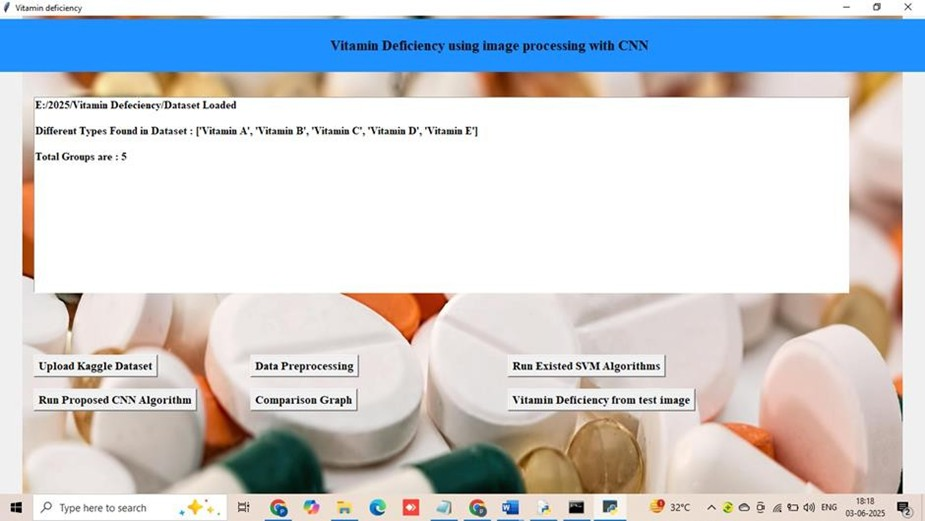 Vitamin deficiency
Vitamin Deficiency using image processing with CNN
E:/2025/Vitamin Defeciency/Dataset Loaded
Different Types Found in Dataset : ['Vitamin A', 'Vitamin B', 'Vitamin C', 'Vitamin D', 'Vitamin E']
Total Groups are : 5
Upload Kaggle Dataset
Data Preprocessing
Run Existed SVM Algorithms
Run Proposed CNN Algorithm
Comparison Graph
Vitamin Deficiency from test image
Type here to search
32°C
ENG
18:18
03-06-2025
2